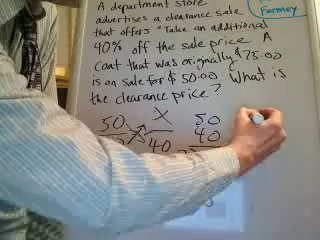 A department store
advertises a clearance sale
that offers "Take an additional
40% off the sale price. A
Coat that was originally $75.00
is on sale for $50.00 What is
the clearance price?
Formey
50 X 50
40 40